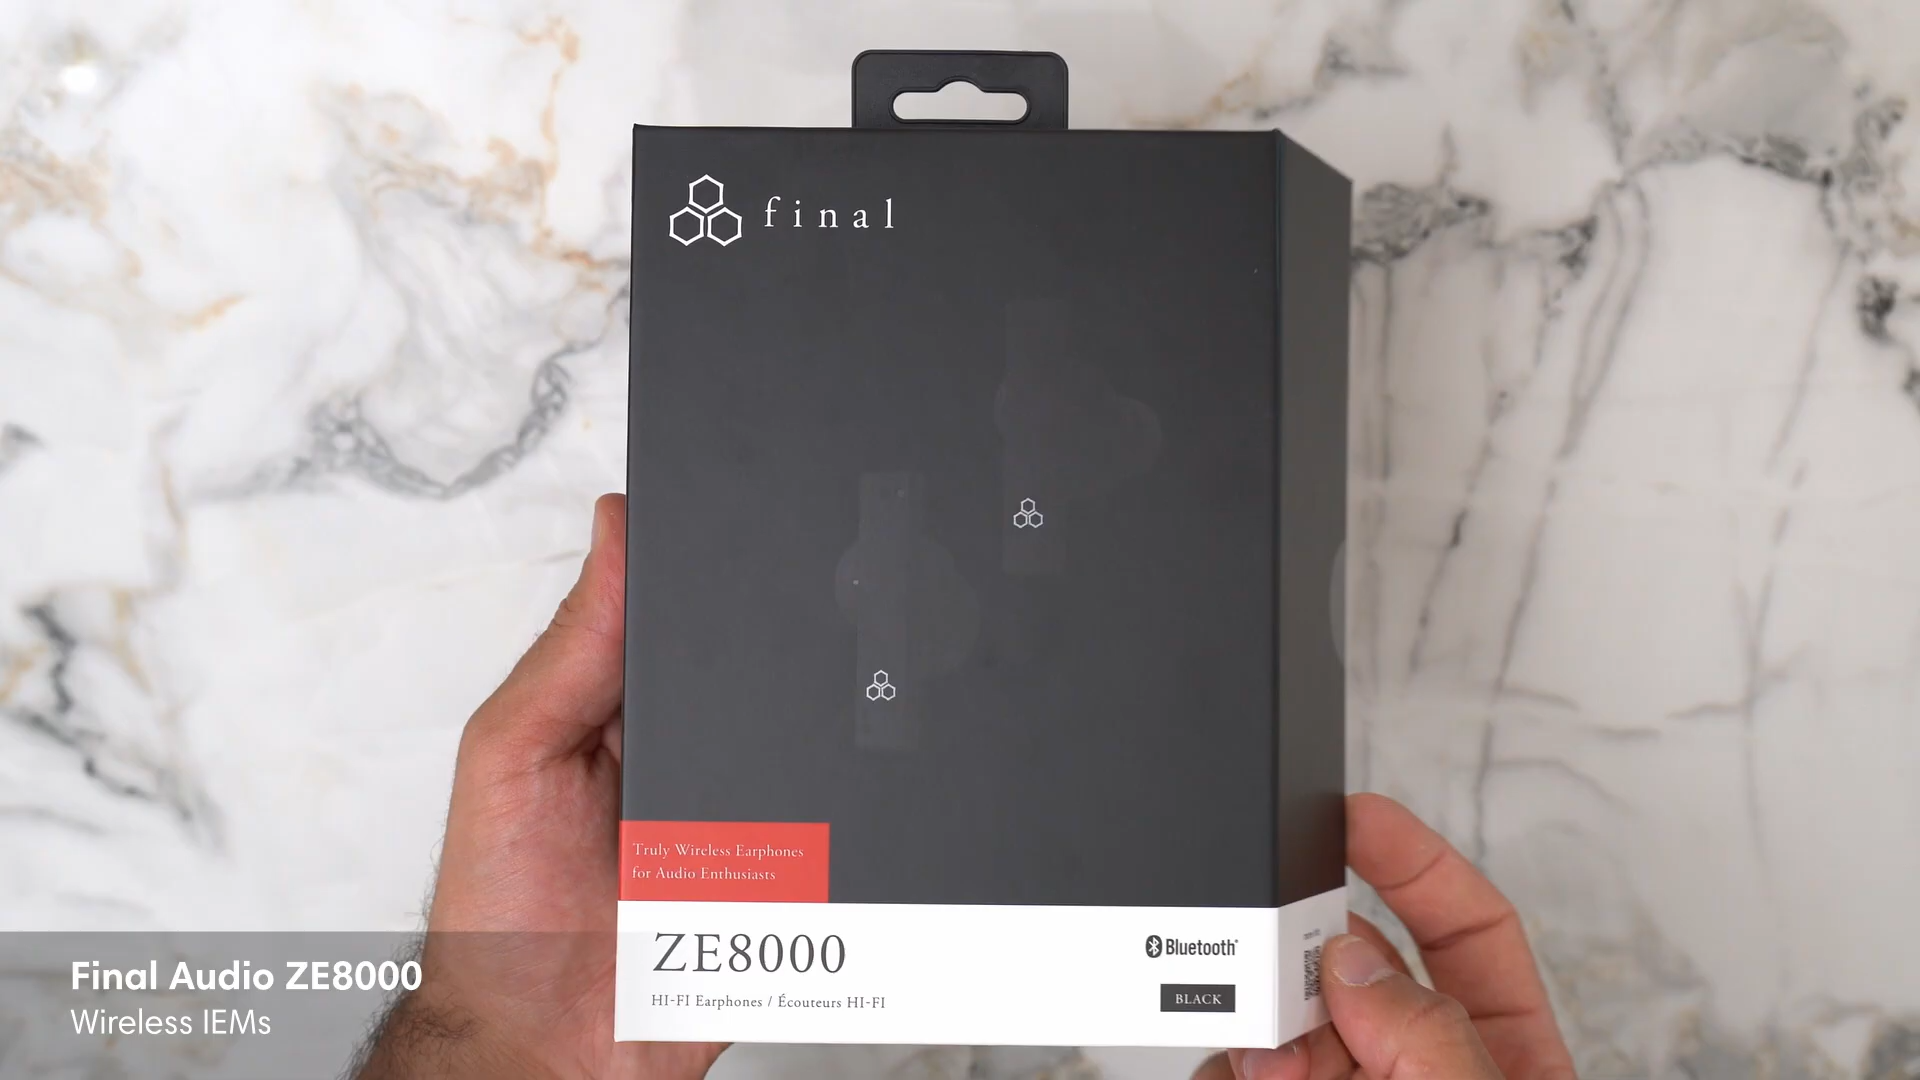 final
Truly Wireless Earphones
for Audio Enthusiasts
ZE8000
HI-FI Earphones / Écouteurs HI-FI
Bluetooth®
BLACK
Final Audio ZE8000
Wireless IEMs